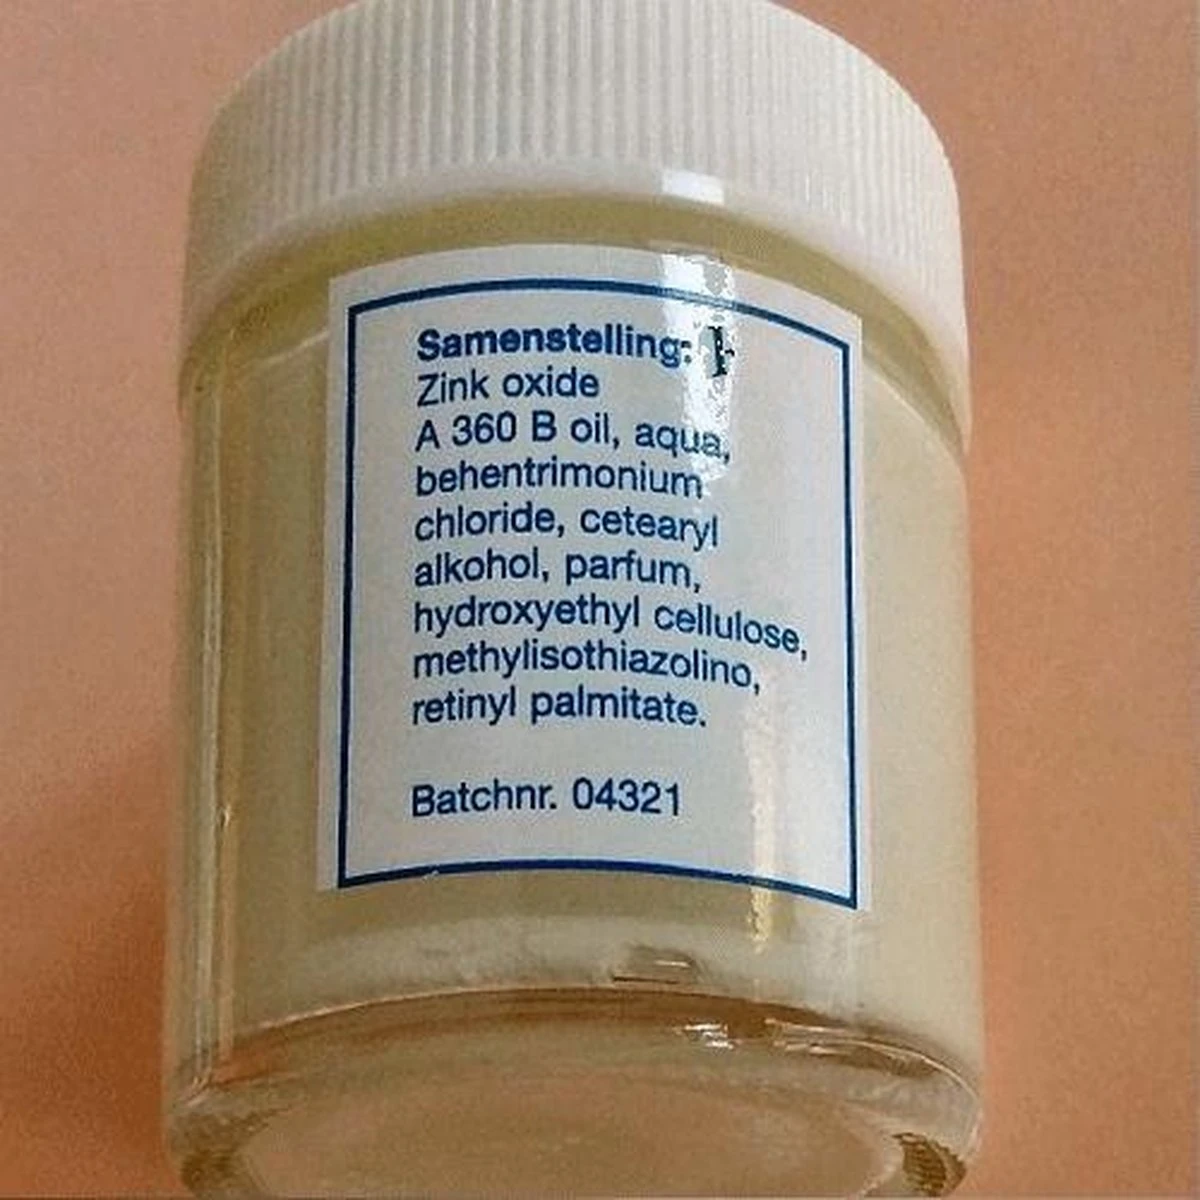 Samenstelling:
Zink oxide
A 360 B oil, aqua,
behentrimonium
chloride, cetearyl
alkohol, parfum,
hydroxyethyl cellulose,
methylisothiazolino,
retinyl palmitate.
Batchnr. 04321